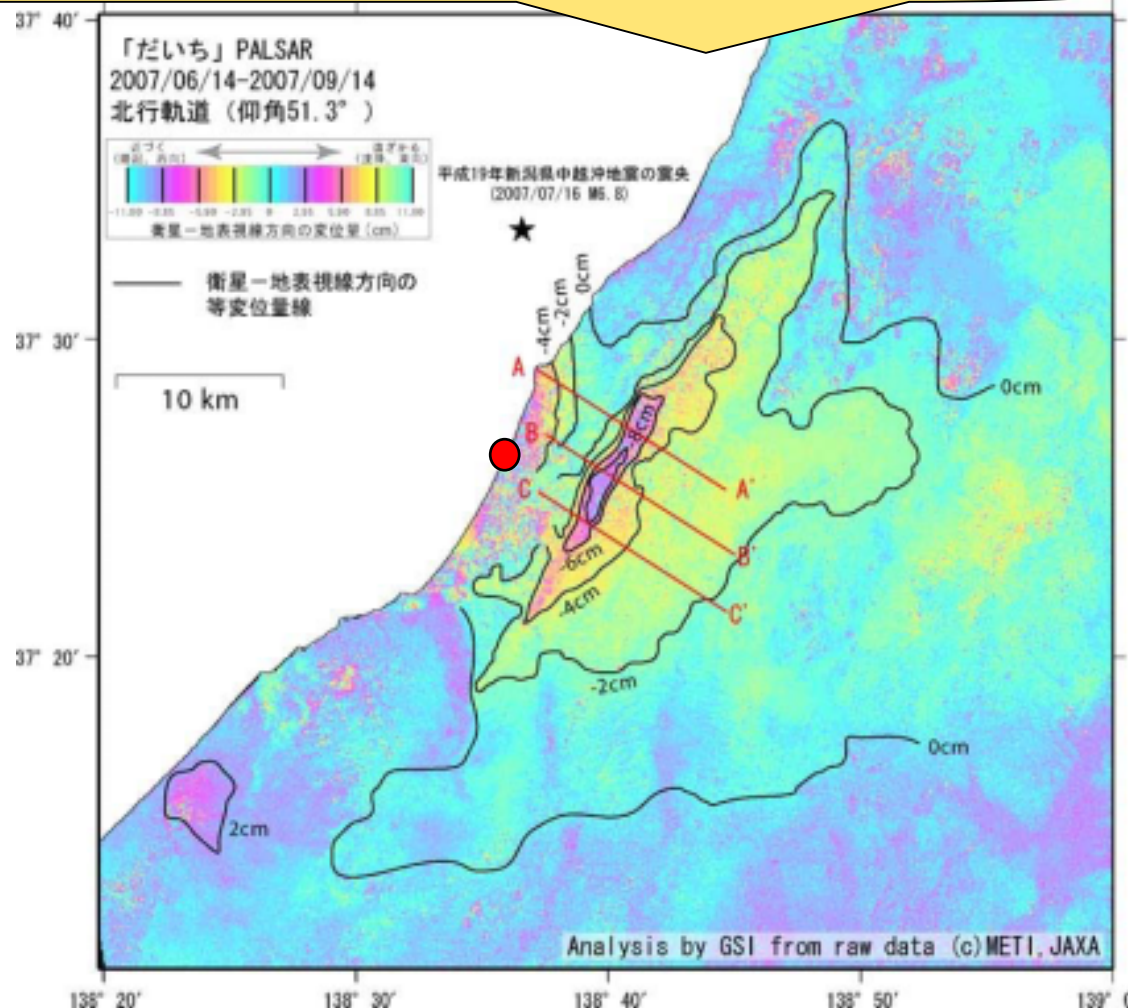 37° 40′
「だいち」PALSAR
2007/06/14-2007/09/14
北行軌道（仰角51.3°）
近づく
遠ざかる
-11.80
0
11.80
衛星－地表視線方向の変位量(cm)
平成19年新潟県中越沖地震の震央
(2007/07/16 M6.8)
衛星－地表視線方向の
等変位量線
10 km
-4cm
-2cm
0cm
37° 30′
0cm
A
-8cm
B
C
A'
B'
C'
-6cm
-4cm
37° 20′
-2cm
0cm
2cm
Analysis by GSI from raw data (c)METI, JAXA
138° 20′
138° 30′
138° 40′
138° 50′